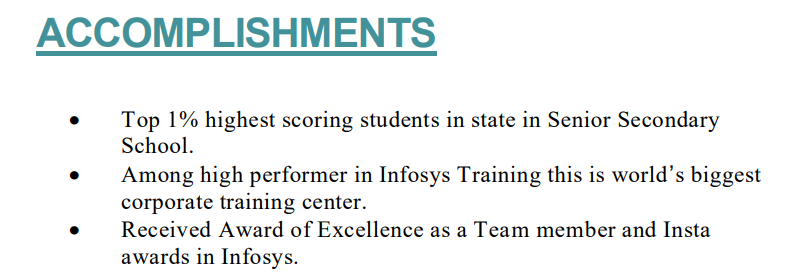 ACCOMPLISHMENTS
• Top 1% highest scoring students in state in Senior Secondary
School.
• Among high performer in Infosys Training this is world’s biggest
corporate training center.
• Received Award of Excellence as a Team member and Insta
awards in Infosys.